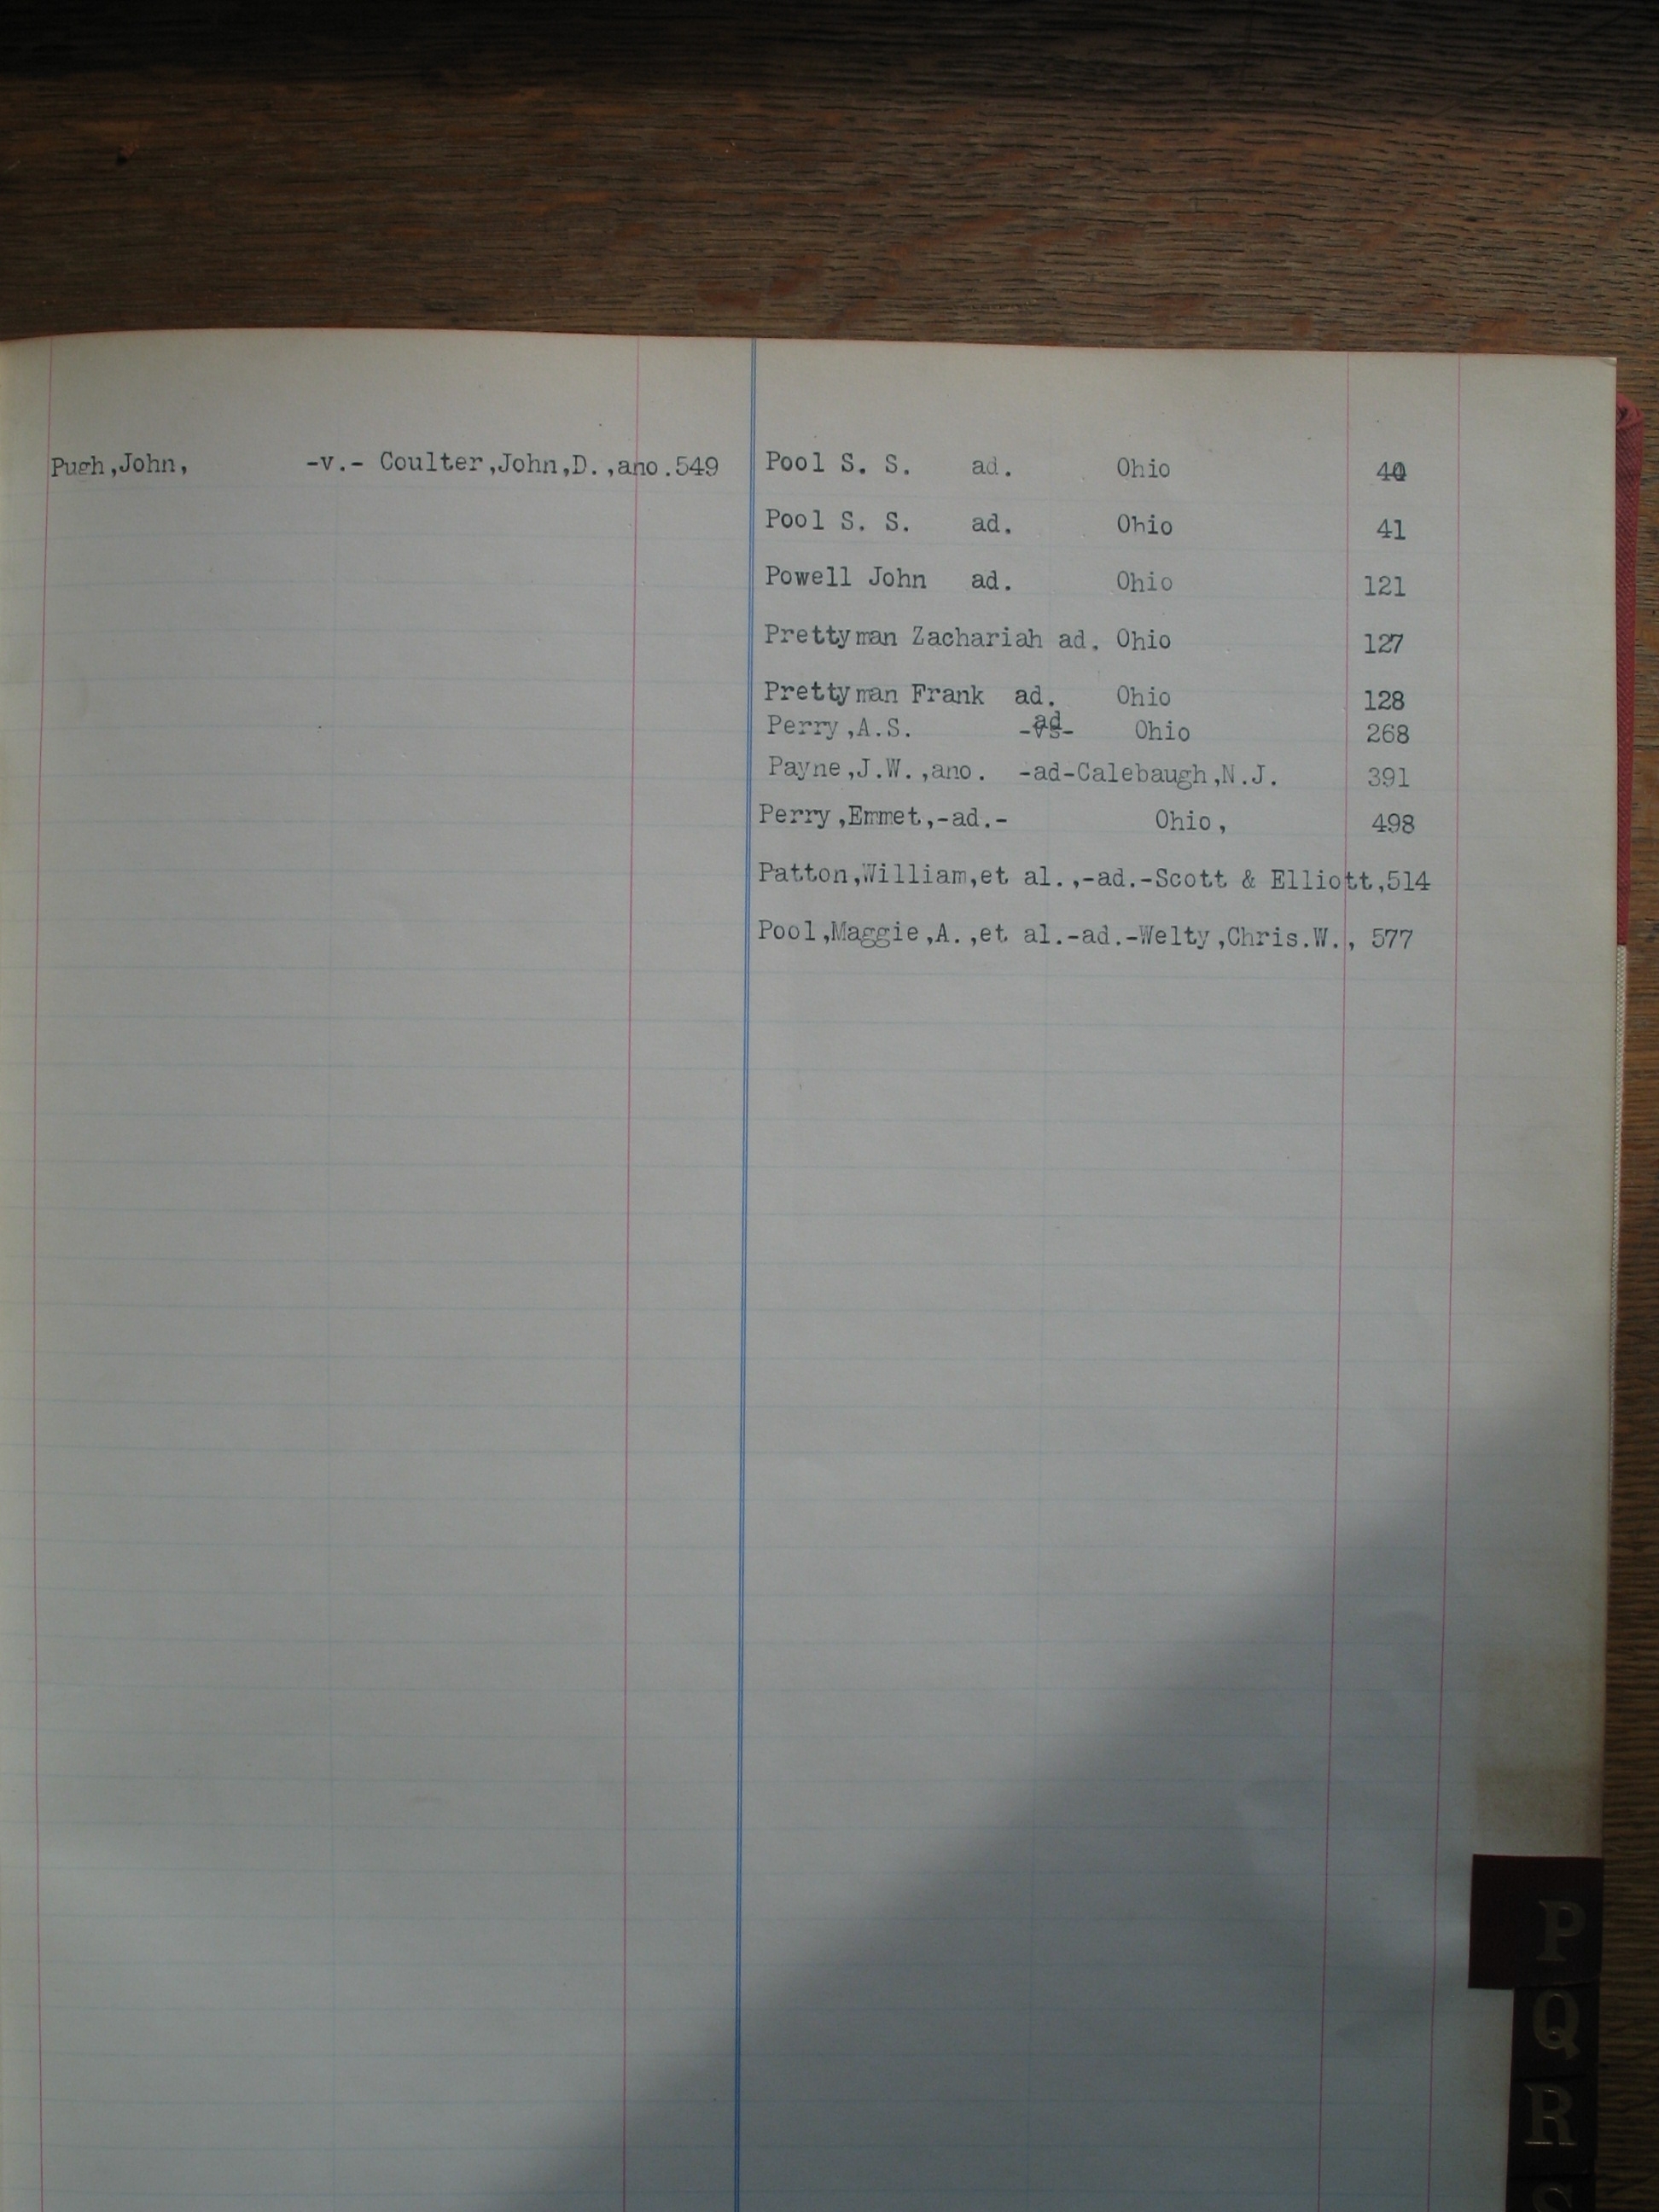 Pugh,John, -v.- Coulter,John,D.,ano.549
Pool S. S. ad. Ohio 40
Pool S. S. ad. Ohio 41
Powell John ad. Ohio 121
Prettyman Zachariah ad. Ohio 127
Prettyman Frank ad. Ohio 128
ad
Perry,A.S. -vs- Ohio 268
Payne,J.W.,ano. -ad-Calebaugh,N.J. 391
Perry,Emmet,-ad.- Ohio, 498
Patton,William,et al.,-ad.-Scott & Elliott,514
Pool,Maggie,A.,et al.-ad.-Welty,Chris.W., 577
P
Q
R
S